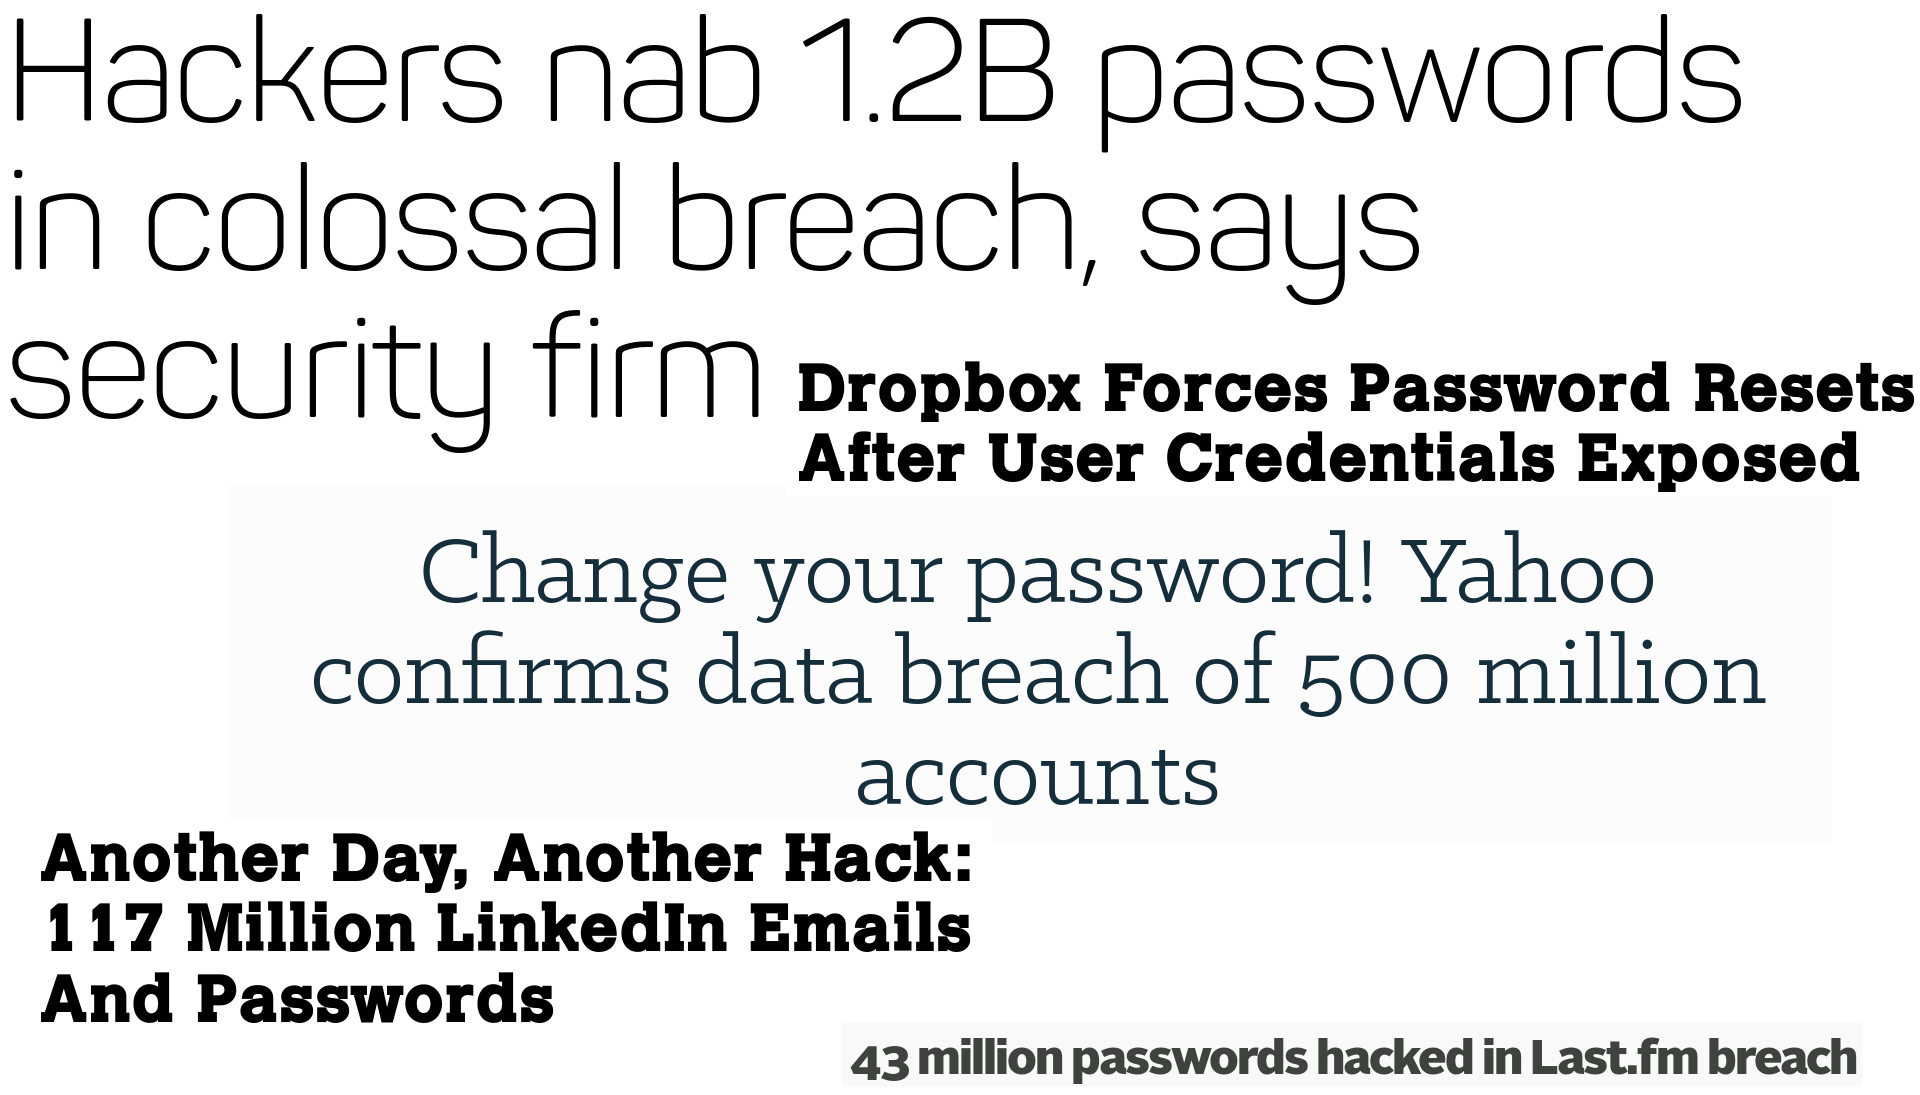 Hackers nab 1.2B passwords
in colossal breach, says
security firm
Dropbox Forces Password Resets
After User Credentials Exposed
Change your password! Yahoo
confirms data breach of 500 million
accounts
Another Day, Another Hack:
117 Million LinkedIn Emails
And Passwords
43 million passwords hacked in Last.fm breach